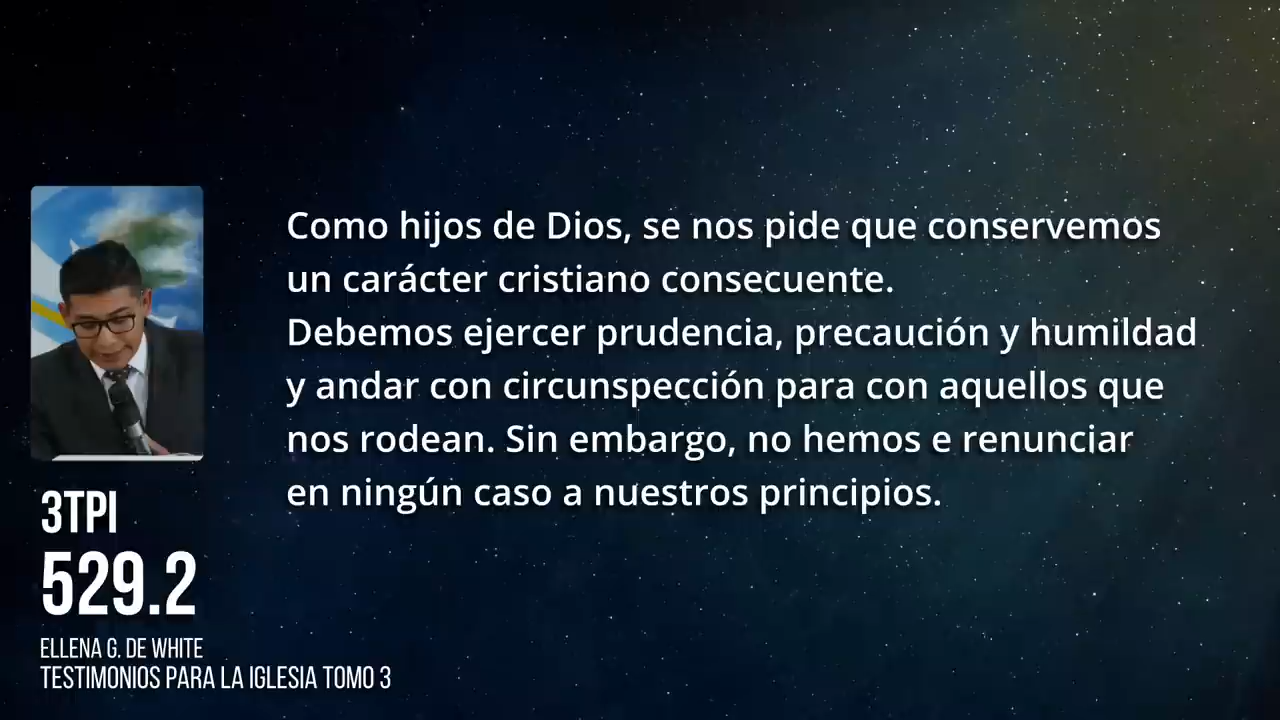 Como hijos de Dios, se nos pide que conservemos
un carácter cristiano consecuente.
Debemos ejercer prudencia, precaución y humildad
y andar con circunspección para con aquellos que
nos rodean. Sin embargo, no hemos e renunciar
en ningún caso a nuestros principios.
3TPI
529.2
ELLENA G. DE WHITE
TESTIMONIOS PARA LA IGLESIA TOMO 3